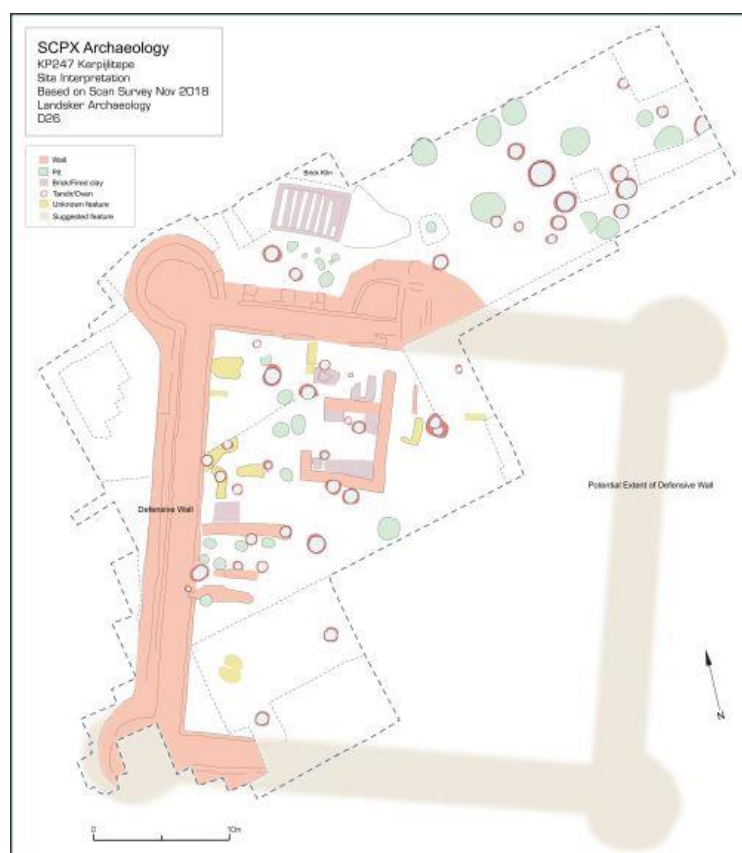 SCPX Archaeology
KP247 Kerpijlitepe
Site Interpretation
Based on Scan Survey Nov 2018
Landsker Archaeology
D26
Wall
Pit
Brick/Fired clay
Tandir/Oven
Unknown feature
Suggested feature
Brick Kiln
Potential Extent of Defensive Wall
Defensive Wall
N
0 10m